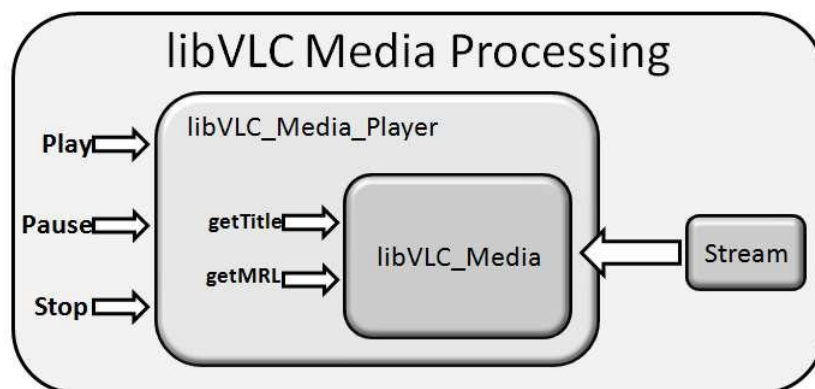 libVLC Media Processing
libVLC_Media_Player
Play
Pause
Stop
getTitle
getMRL
libVLC_Media
Stream